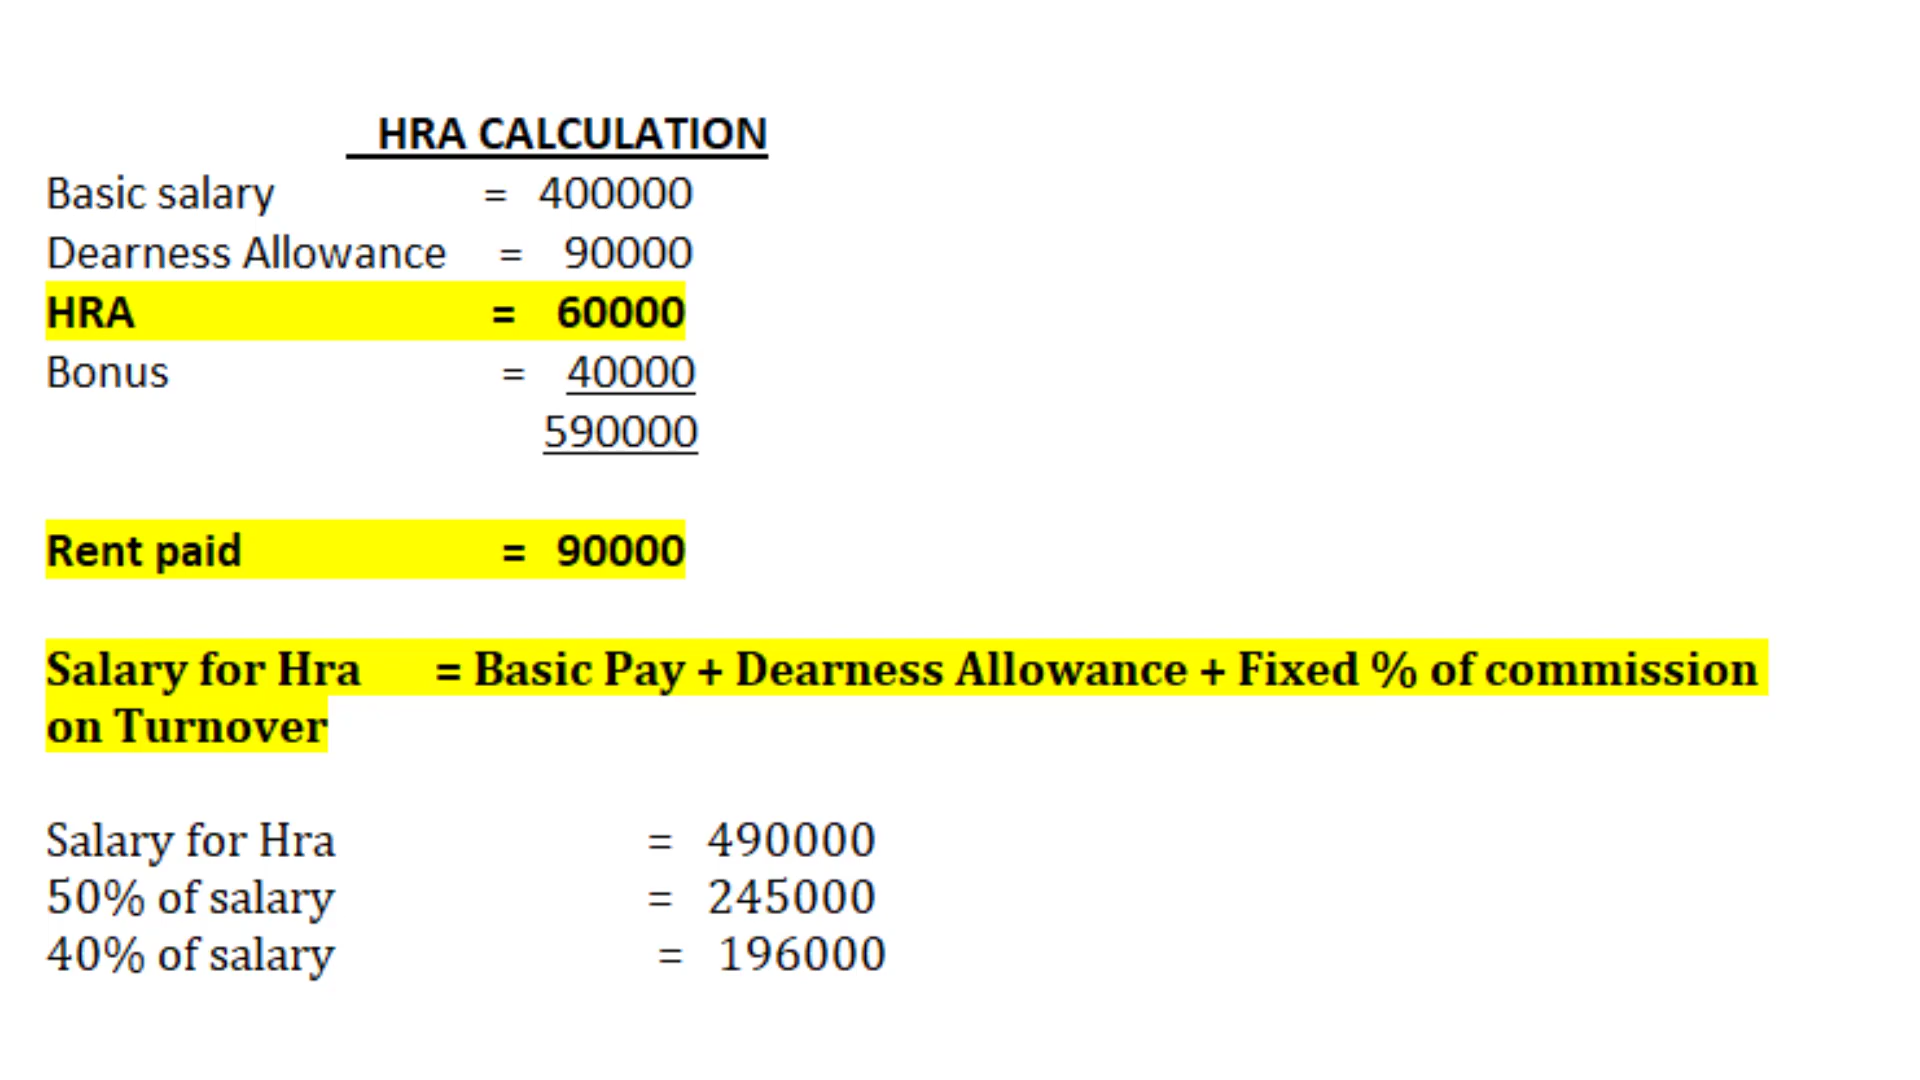 HRA CALCULATION
Basic salary = 400000
Dearness Allowance = 90000
HRA = 60000
Bonus = 40000
590000
Rent paid = 90000
Salary for Hra = Basic Pay + Dearness Allowance + Fixed % of commission
on Turnover
Salary for Hra = 490000
50% of salary = 245000
40% of salary = 196000